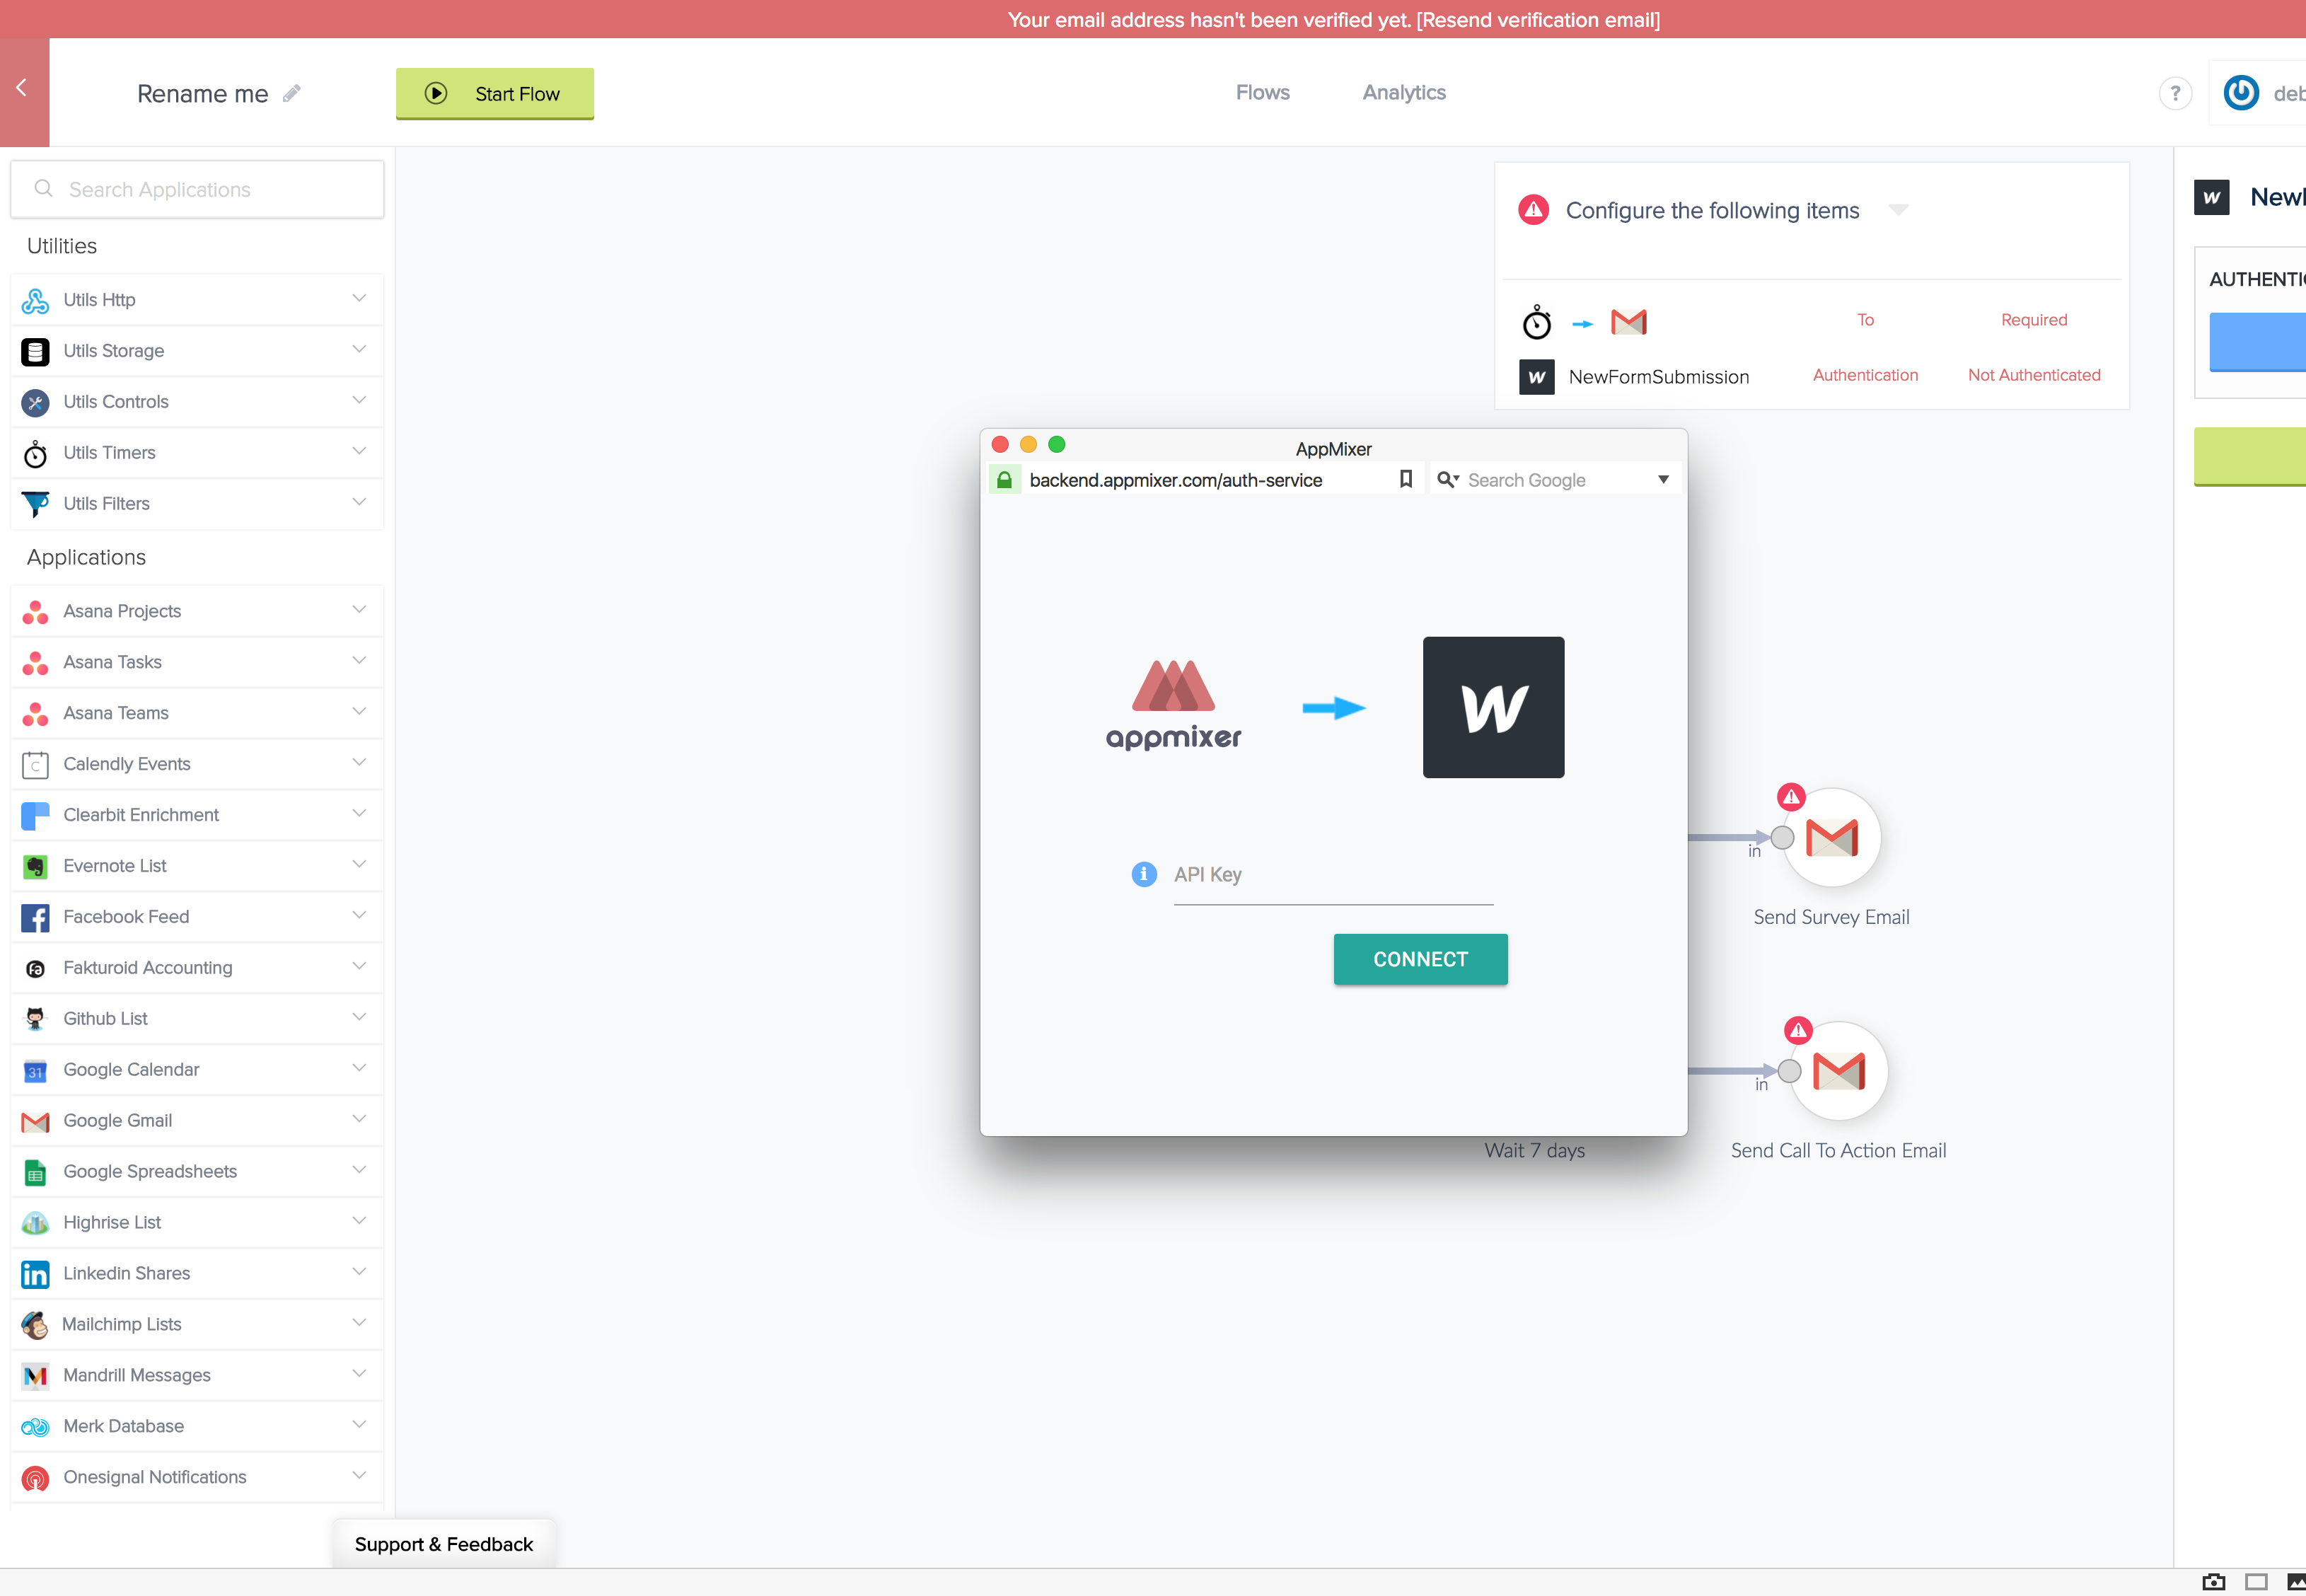 Your email address hasn't been verified yet. [Resend verification email]
Rename me
Start Flow
Flows
Analytics
?
deb
Search Applications
Utilities
Utils Http
Utils Storage
Utils Controls
Utils Timers
Utils Filters
Applications
Asana Projects
Asana Tasks
Asana Teams
Calendly Events
Clearbit Enrichment
Evernote List
Facebook Feed
Fakturoid Accounting
Github List
Google Calendar
Google Gmail
Google Spreadsheets
Highrise List
Linkedin Shares
Mailchimp Lists
Mandrill Messages
Merk Database
Onesignal Notifications
Support & Feedback
Configure the following items
To Required
NewFormSubmission Authentication Not Authenticated
AppMixer
backend.appmixer.com/auth-service
Search Google
appmixer
API Key
CONNECT
in
Send Survey Email
in
Wait 7 days
Send Call To Action Email
NewF
AUTHENTIC